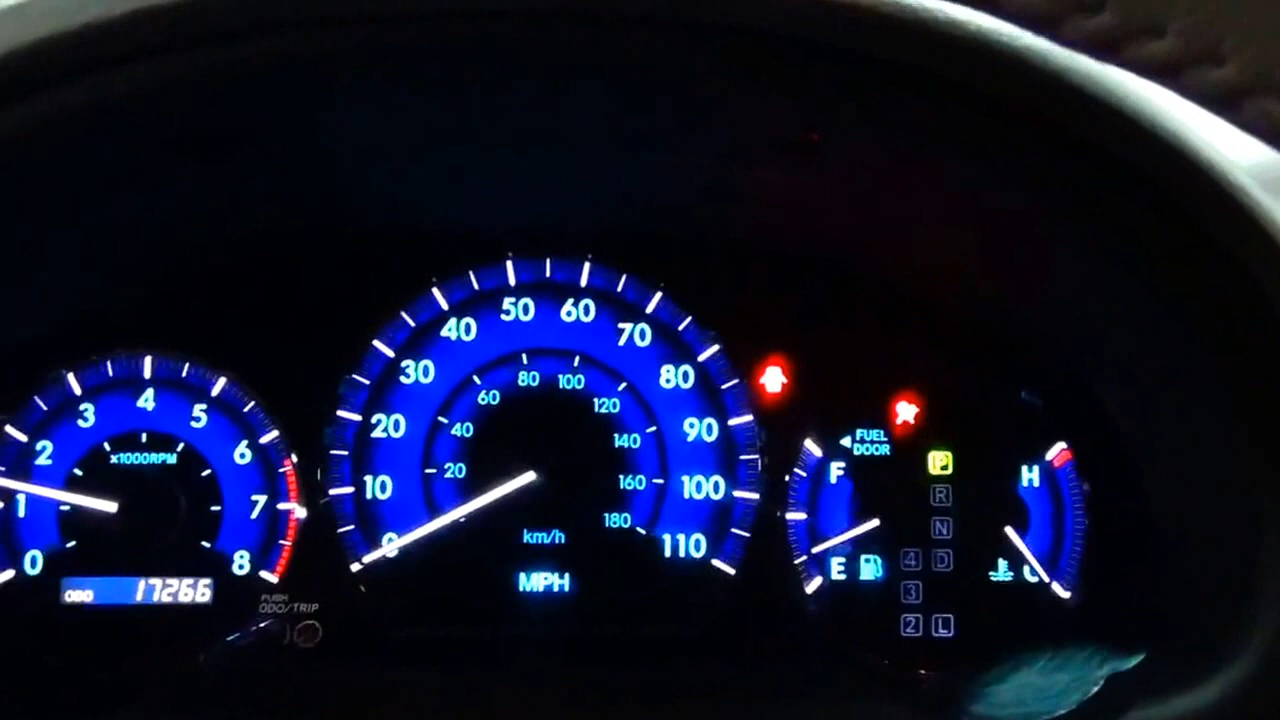 0 1 2 3 4 5 6 7 8
x1000RPM
ODO 17266
PUSH
ODO/TRIP
0 10 20 30 40 50 60 70 80 90 100 110
20 40 60 80 100 120 140 160 180
km/h
MPH
FUEL
DOOR
F
E
P
R
N
4 D
3
2 L
H
C